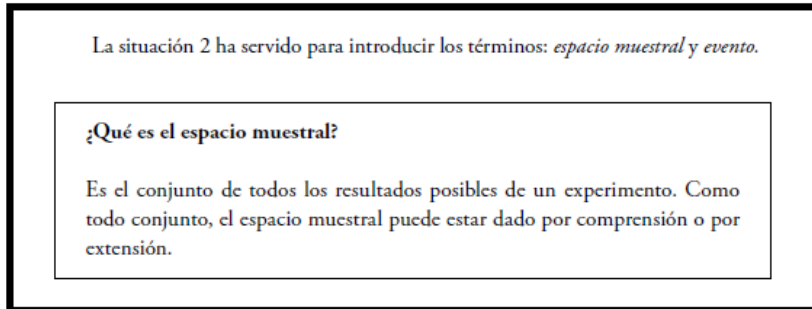 La situación 2 ha servido para introducir los términos: espacio muestral y evento.
¿Qué es el espacio muestral?
Es el conjunto de todos los resultados posibles de un experimento. Como
todo conjunto, el espacio muestral puede estar dado por comprensión o por
extensión.